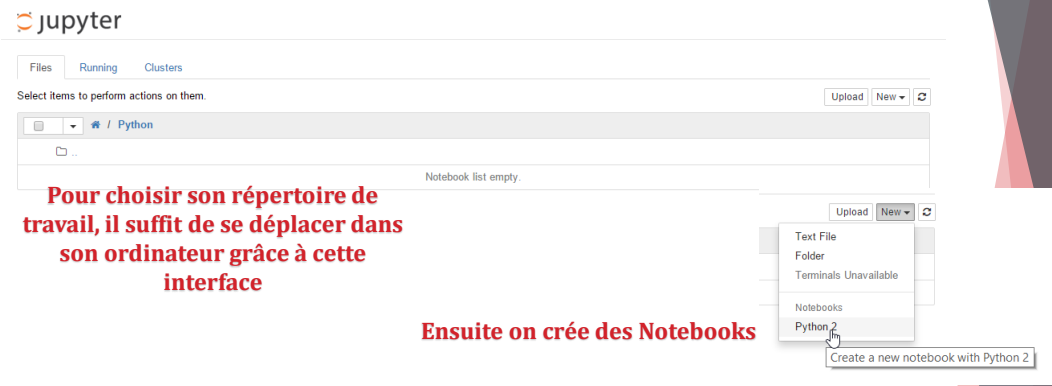 jupyter
Files Running Clusters
Select items to perform actions on them.
Upload New
/ Python
..
Notebook list empty.
Pour choisir son répertoire de
travail, il suffit de se déplacer dans
son ordinateur grâce à cette
interface
Upload New
Text File
Folder
Terminals Unavailable
Notebooks
Python 2
Create a new notebook with Python 2
Ensuite on crée des Notebooks